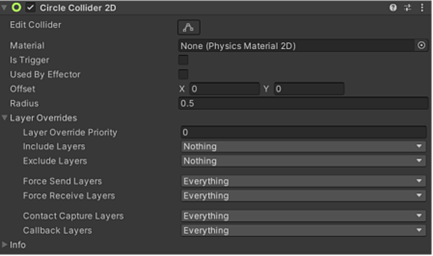 Circle Collider 2D
Edit Collider
Material None (Physics Material 2D)
Is Trigger
Used By Effector
Offset X 0 Y 0
Radius 0.5
Layer Overrides
Layer Override Priority 0
Include Layers Nothing
Exclude Layers Nothing
Force Send Layers Everything
Force Receive Layers Everything
Contact Capture Layers Everything
Callback Layers Everything
Info